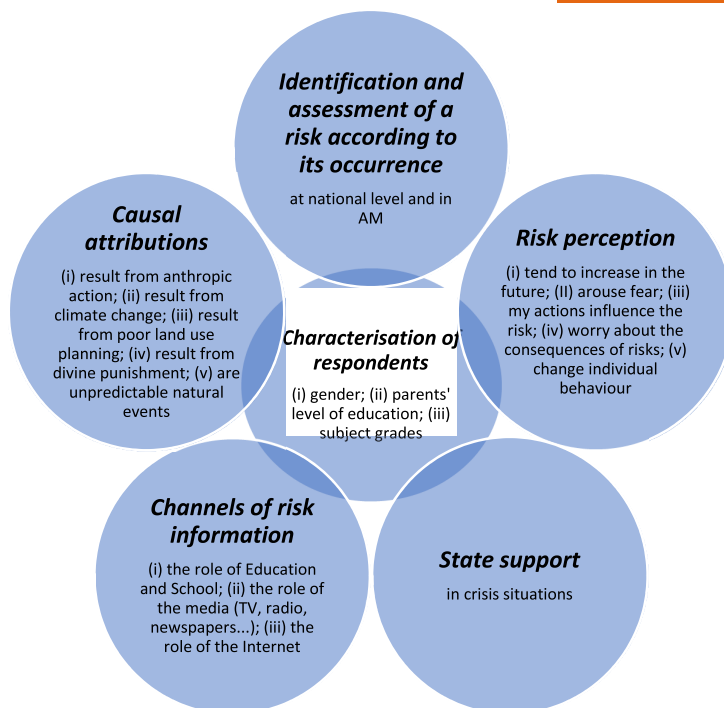 Identification and
assessment of a
risk according to
its occurrence
at national level and in
AM
Causal
attributions
(i) result from anthropic
action; (ii) result from
climate change; (iii) result
from poor land use
planning; (iv) result from
divine punishment; (v) are
unpredictable natural
events
Risk perception
(i) tend to increase in the
future; (II) arouse fear; (iii)
my actions influence the
risk; (iv) worry about the
consequences of risks; (v)
change individual
behaviour
Characterisation of
respondents
(i) gender; (ii) parents'
level of education; (iii)
subject grades
Channels of risk
information
(i) the role of Education
and School; (ii) the role of
the media (TV, radio,
newspapers...); (iii) the
role of the Internet
State support
in crisis situations